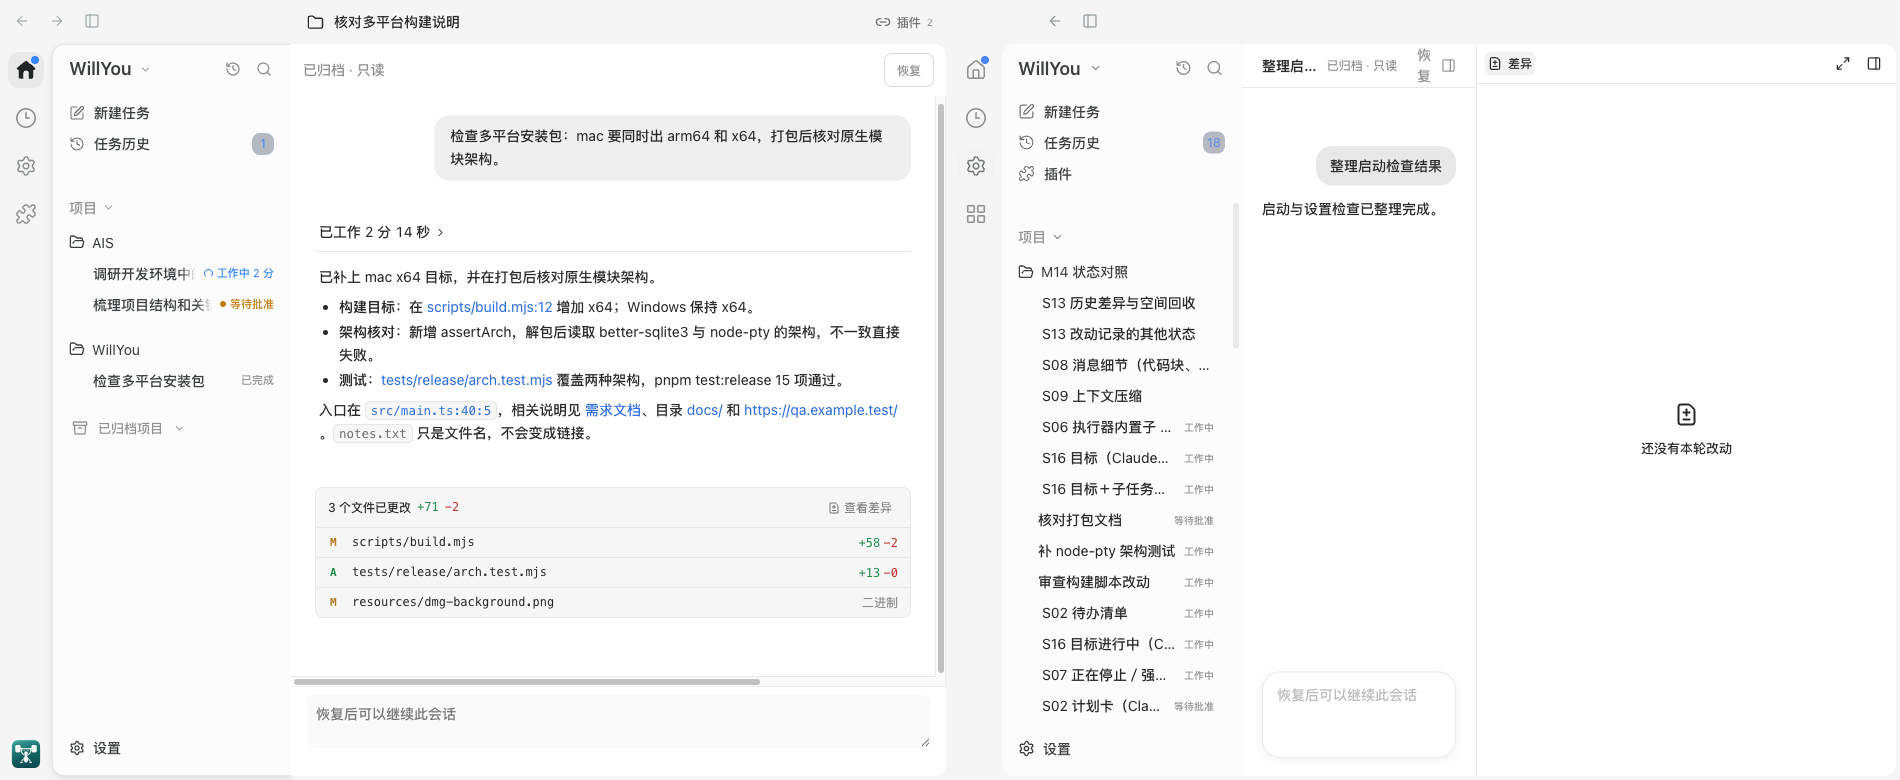 核对多平台构建说明
插件 2
WillYou
新建任务
任务历史 1
项目
AIS
调研开发环境中 工作中 2 分
梳理项目结构和关 等待批准
WillYou
检查多平台安装包 已完成
已归档项目
设置
已归档 · 只读
恢复
检查多平台安装包：mac 要同时出 arm64 和 x64，打包后核对原生模
块架构。
已工作 2 分 14 秒
已补上 mac x64 目标，并在打包后核对原生模块架构。
• 构建目标：在 scripts/build.mjs:12 增加 x64；Windows 保持 x64。
• 架构核对：新增 assertArch，解包后读取 better-sqlite3 与 node-pty 的架构，不一致直接
失败。
• 测试：tests/release/arch.test.mjs 覆盖两种架构，pnpm test:release 15 项通过。
入口在 src/main.ts:40:5，相关说明见 需求文档、目录 docs/ 和 https://qa.example.test/
。notes.txt 只是文件名，不会变成链接。
3 个文件已更改 +71 −2
查看差异
M scripts/build.mjs +58 −2
A tests/release/arch.test.mjs +13 −0
M resources/dmg-background.png 二进制
恢复后可以继续此会话
WillYou
新建任务
任务历史 18
插件
项目
M14 状态对照
S13 历史差异与空间回收
S13 改动记录的其他状态
S08 消息细节（代码块、...
S09 上下文压缩
S06 执行器内置子 ... 工作中
S16 目标（Claude... 工作中
S16 目标＋子任务... 工作中
核对打包文档 等待批准
补 node-pty 架构测试 工作中
审查构建脚本改动 工作中
S02 待办清单 工作中
S16 目标进行中（C... 工作中
S07 正在停止 / 强... 工作中
S02 计划卡（Cla... 等待批准
设置
整理启... 已归档 · 只读
恢
复
整理启动检查结果
启动与设置检查已整理完成。
恢复后可以继续此会话
差异
还没有本轮改动